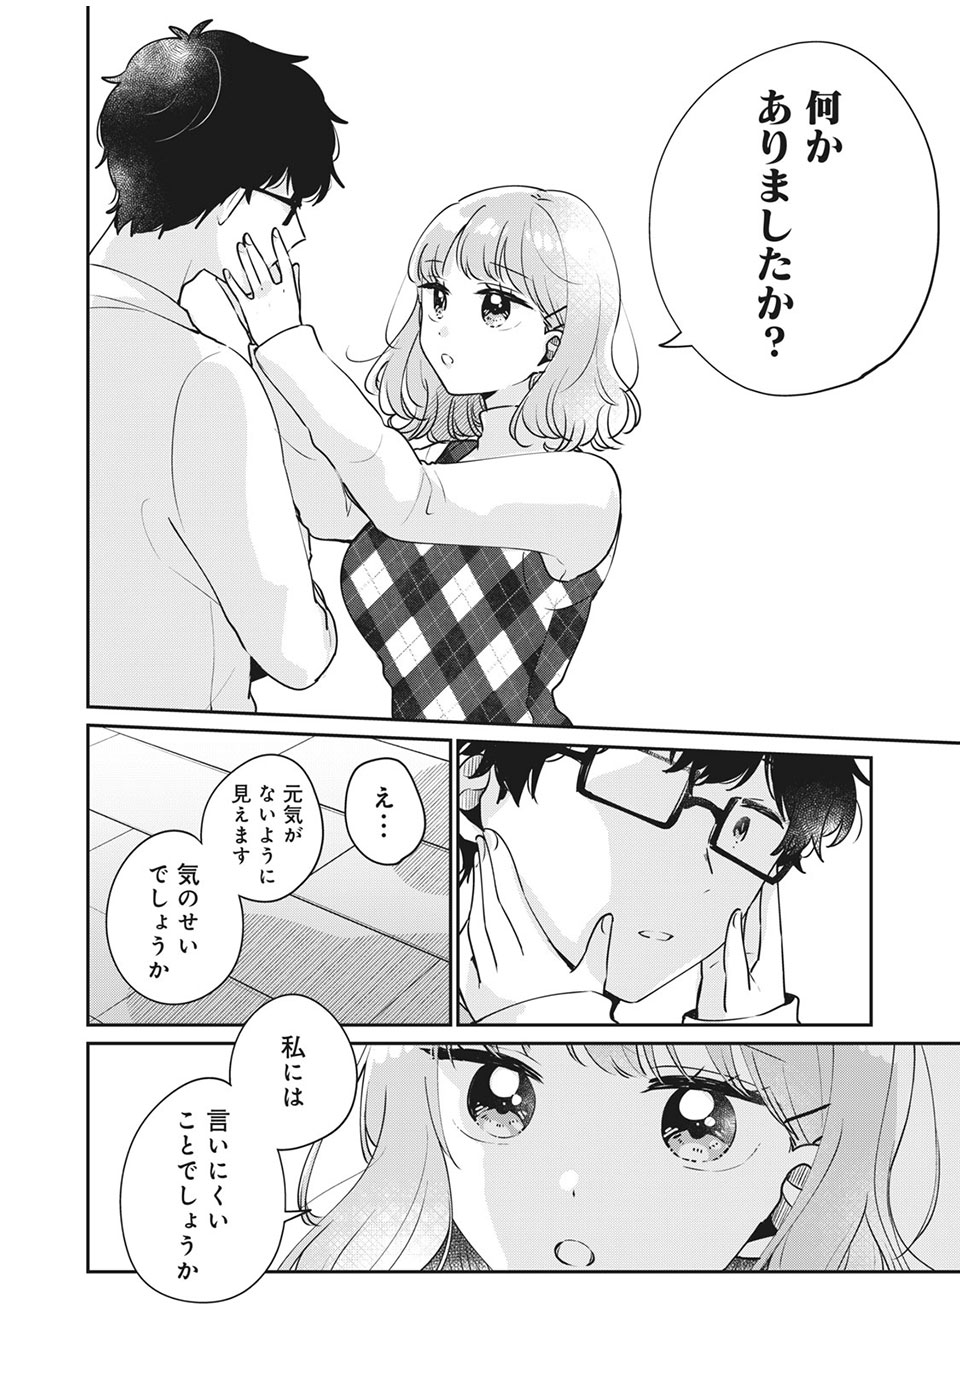 何か
ありましたか?
え…
元気が
ないように
見えます
気のせい
でしょうか
私には
言いにくい
ことでしょうか